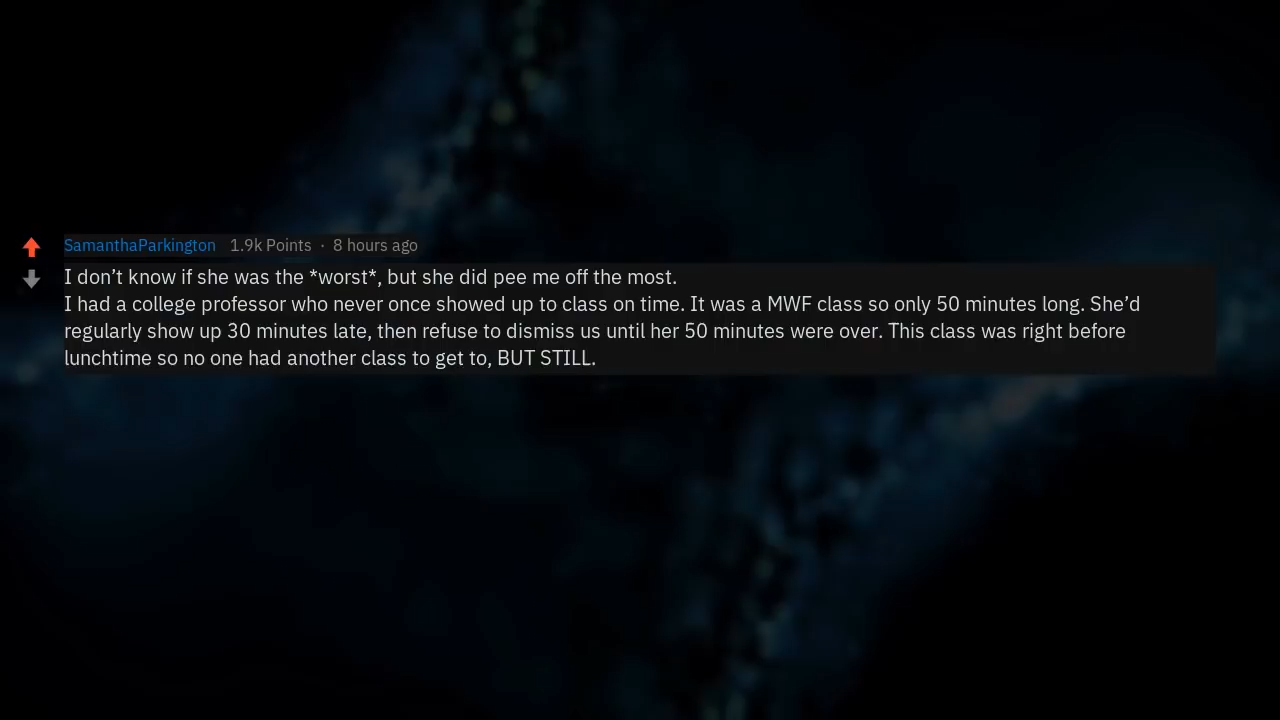 SamanthaParkington 1.9k Points · 8 hours ago
I don’t know if she was the *worst*, but she did pee me off the most.
I had a college professor who never once showed up to class on time. It was a MWF class so only 50 minutes long. She’d
regularly show up 30 minutes late, then refuse to dismiss us until her 50 minutes were over. This class was right before
lunchtime so no one had another class to get to, BUT STILL.